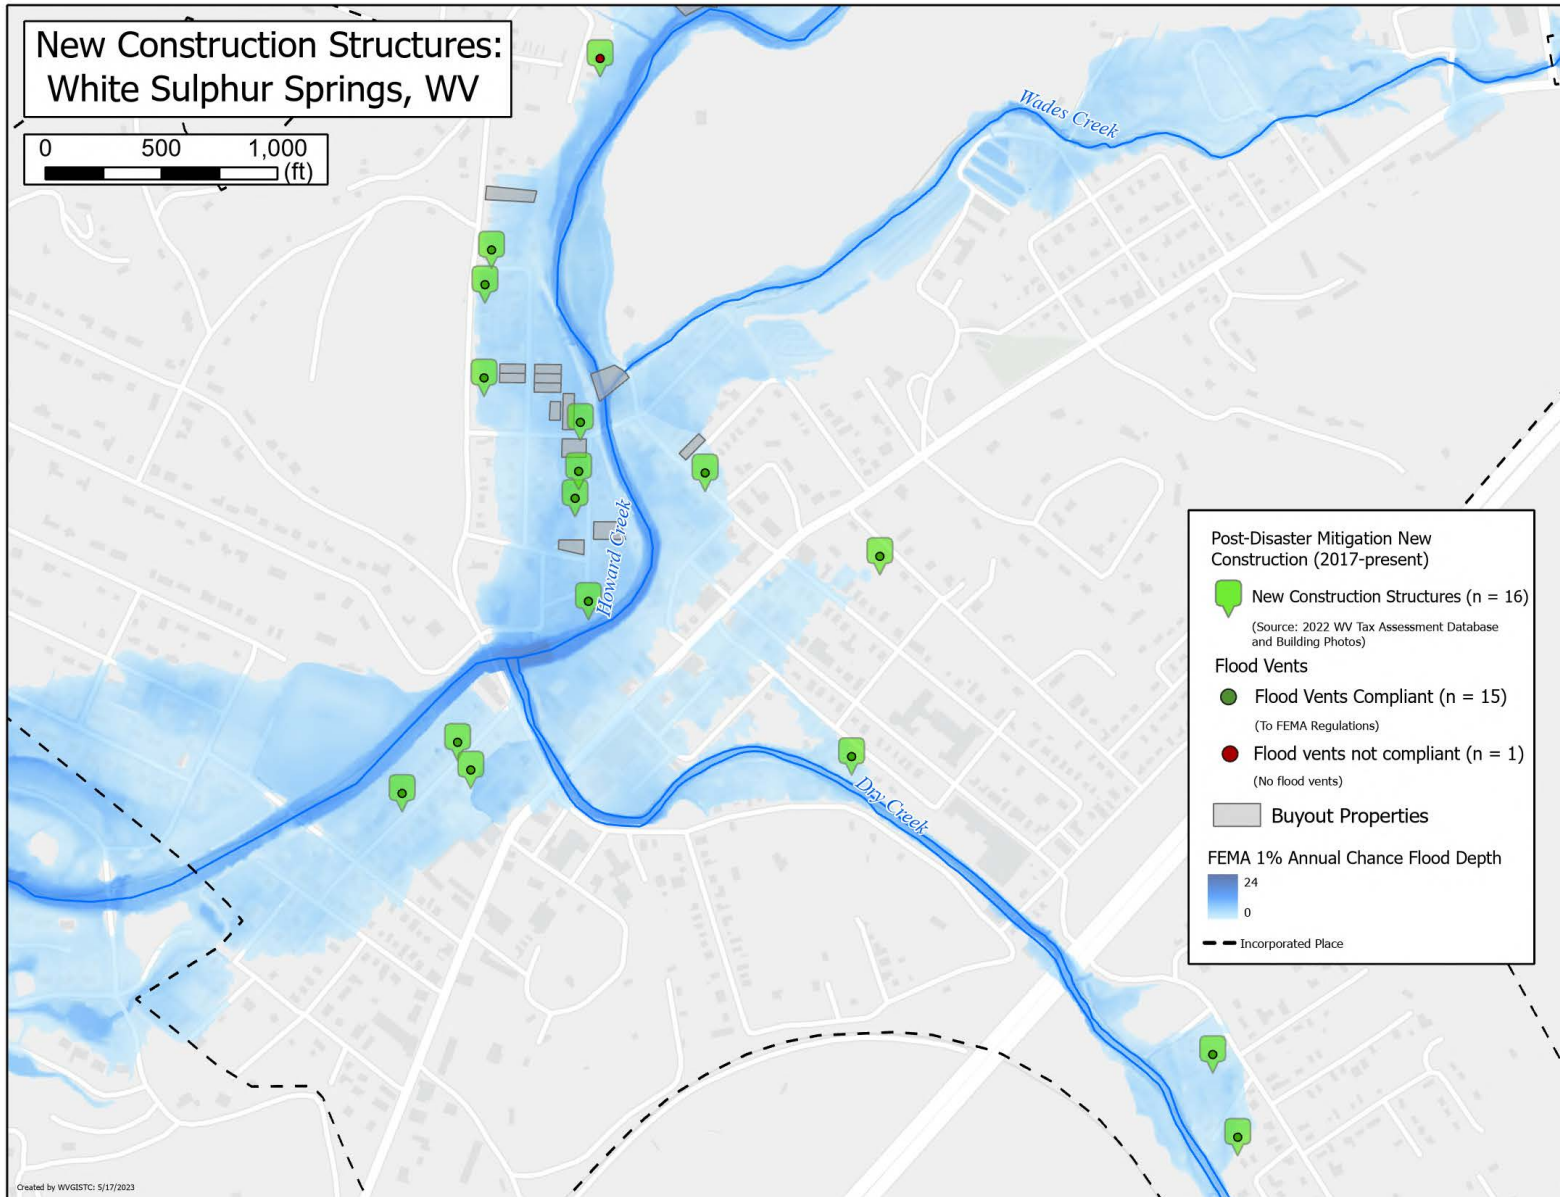 New Construction Structures:
White Sulphur Springs, WV
0 500 1,000
(ft)
Wades Creek
Howard Creek
Dry Creek
Post-Disaster Mitigation New
Construction (2017-present)
New Construction Structures (n = 16)
(Source: 2022 WV Tax Assessment Database
and Building Photos)
Flood Vents
Flood Vents Compliant (n = 15)
(To FEMA Regulations)
Flood vents not compliant (n = 1)
(No flood vents)
Buyout Properties
FEMA 1% Annual Chance Flood Depth
24
0
Incorporated Place
Created by WVGISTC: 5/17/2023